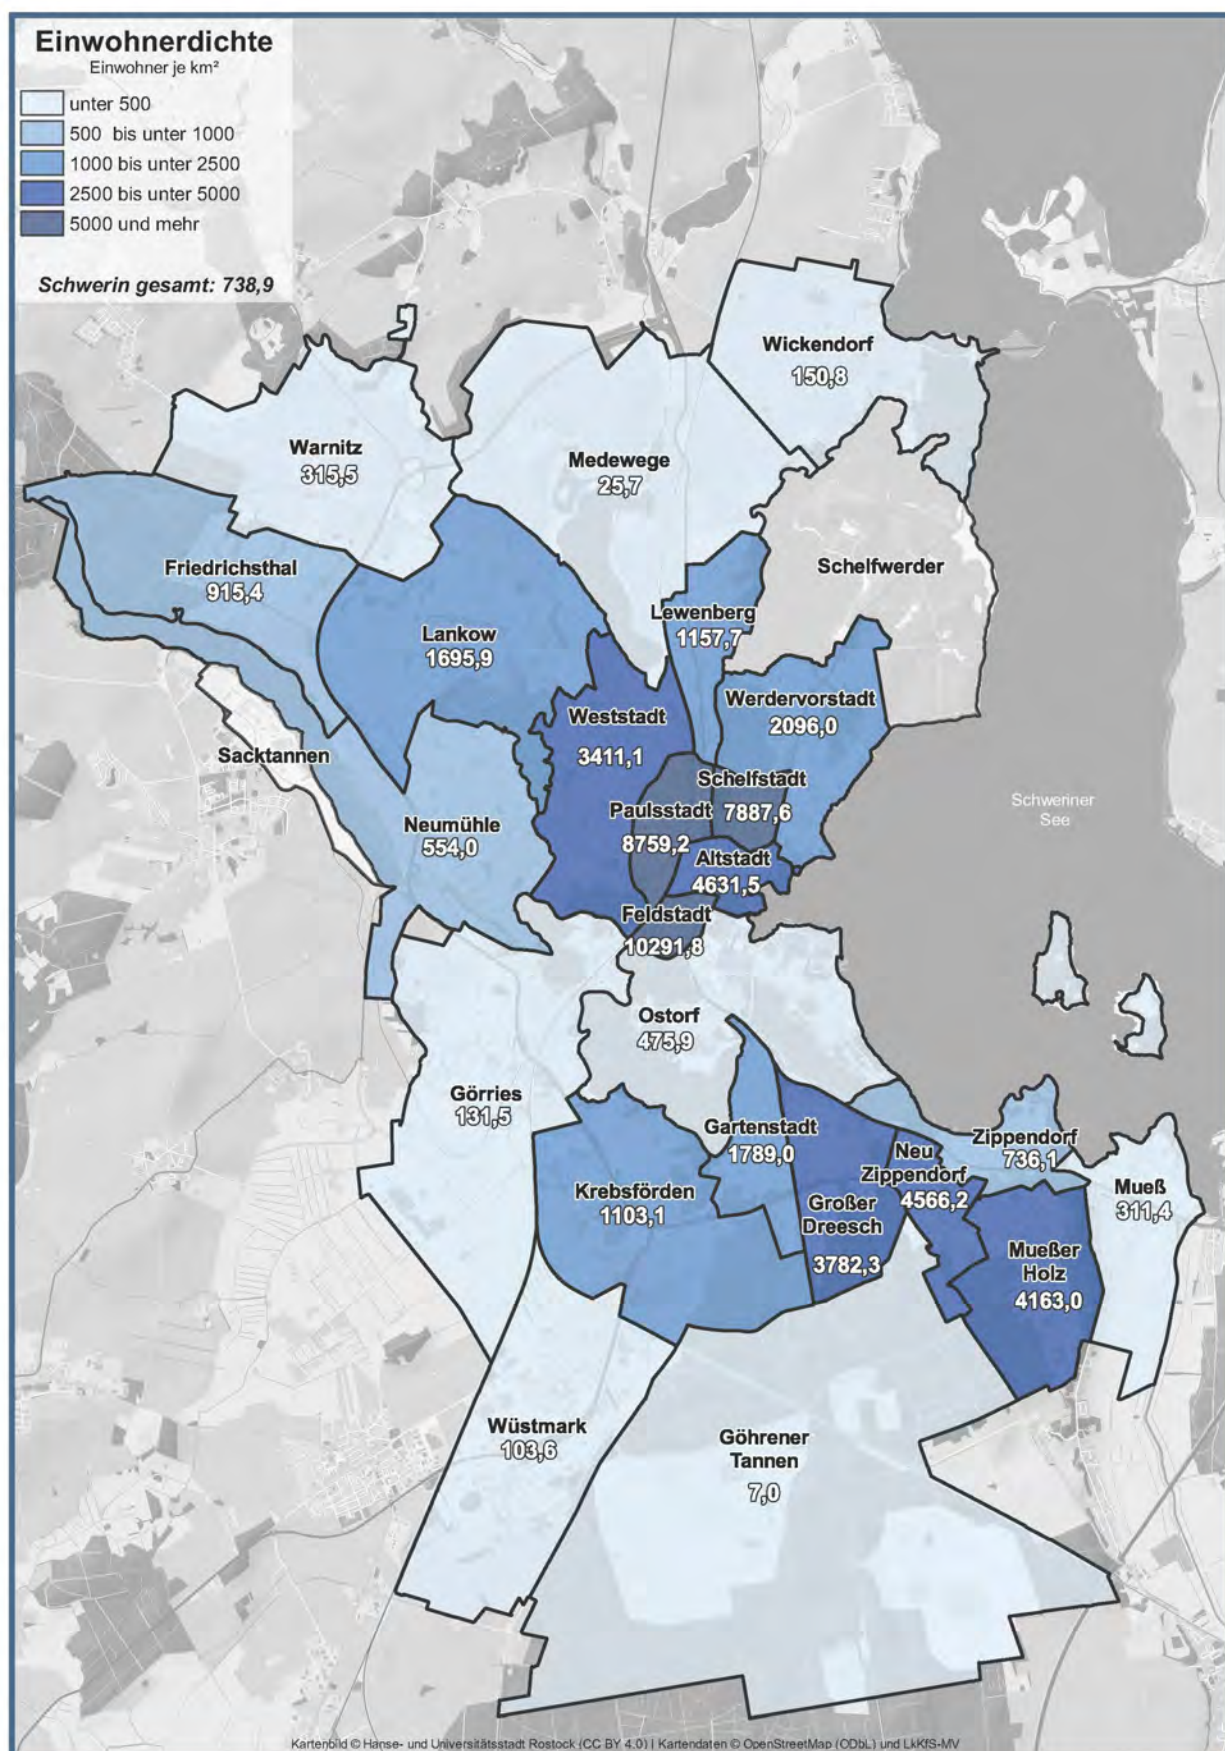 Einwohnerdichte
Einwohner je km²
unter 500
500 bis unter 1000
1000 bis unter 2500
2500 bis unter 5000
5000 und mehr
Schwerin gesamt: 738,9
Wickendorf
150,8
Warnitz
315,5
Medewege
25,7
Friedrichsthal
915,4
Schelfwerder
Lewenberg
1157,7
Lankow
1695,9
Werdervorstadt
2096,0
Weststadt
3411,1
Sacktannen
Schelfstadt
7887,6
Paulsstadt
8759,2
Schweriner
See
Neumühle
554,0
Altstadt
4631,5
Feldstadt
10291,8
Ostorf
475,9
Görries
131,5
Gartenstadt
1789,0
Zippendorf
736,1
Neu
Zippendorf
4566,2
Mueß
311,4
Krebsförden
1103,1
Großer
Dreesch
3782,3
Mueßer
Holz
4163,0
Wüstmark
103,6
Göhrener
Tannen
7,0
Kartenbild © Hanse- und Universitätsstadt Rostock (CC BY 4.0) | Kartendaten © OpenStreetMap (ODbL) und LkKfS-MV